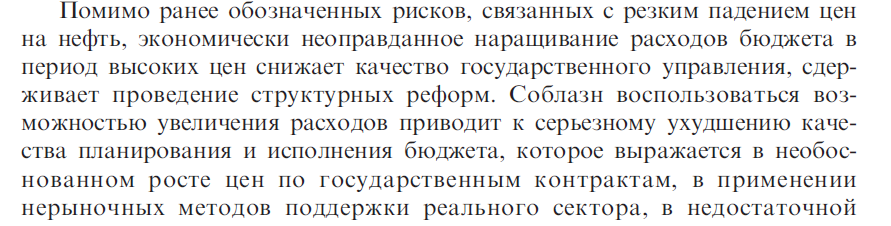 Помимо ранее обозначенных рисков, связанных с резким падением цен
на нефть, экономически неоправданное наращивание расходов бюджета в
период высоких цен снижает качество государственного управления, сдер-
живает проведение структурных реформ. Соблазн воспользоваться воз-
можностью увеличения расходов приводит к серьезному ухудшению каче-
ства планирования и исполнения бюджета, которое выражается в необос-
нованном росте цен по государственным контрактам, в применении
нерыночных методов поддержки реального сектора, в недостаточной